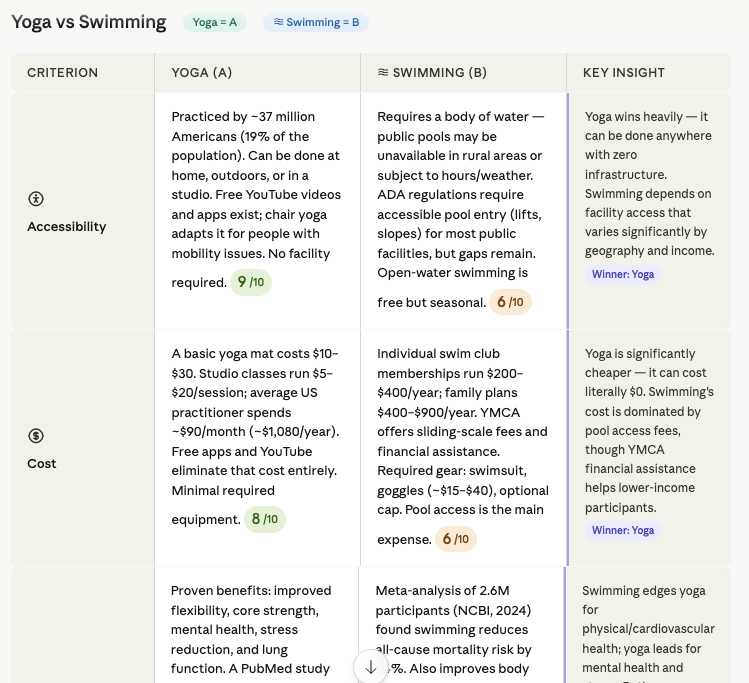 Yoga vs Swimming
Yoga = A
Swimming = B
CRITERION
YOGA (A)
SWIMMING (B)
KEY INSIGHT
Accessibility
Practiced by ~37 million
Americans (19% of the
population). Can be done at
home, outdoors, or in a
studio. Free YouTube videos
and apps exist; chair yoga
adapts it for people with
mobility issues. No facility
required. 9 /10
Requires a body of water —
public pools may be
unavailable in rural areas or
subject to hours/weather.
ADA regulations require
accessible pool entry (lifts,
slopes) for most public
facilities, but gaps remain.
Open-water swimming is
free but seasonal. 6 /10
Yoga wins heavily — it
can be done anywhere
with zero
infrastructure.
Swimming depends on
facility access that
varies significantly by
geography and income.
Winner: Yoga
Cost
A basic yoga mat costs $10–
$30. Studio classes run $5–
$20/session; average US
practitioner spends
~$90/month (~$1,080/year).
Free apps and YouTube
eliminate that cost entirely.
Minimal required
equipment. 8 /10
Individual swim club
memberships run $200–
$400/year; family plans
$400–$900/year. YMCA
offers sliding-scale fees and
financial assistance.
Required gear: swimsuit,
goggles (~$15–$40), optional
cap. Pool access is the main
expense. 6 /10
Yoga is significantly
cheaper — it can cost
literally $0. Swimming's
cost is dominated by
pool access fees,
though YMCA
financial assistance
helps lower-income
participants.
Winner: Yoga
Proven benefits: improved
flexibility, core strength,
mental health, stress
reduction, and lung
function. A PubMed study
Meta-analysis of 2.6M
participants (NCBI, 2024)
found swimming reduces
all-cause mortality risk by
Also improves body
Swimming edges yoga
for
physical/cardiovascular
health; yoga leads for
mental health and